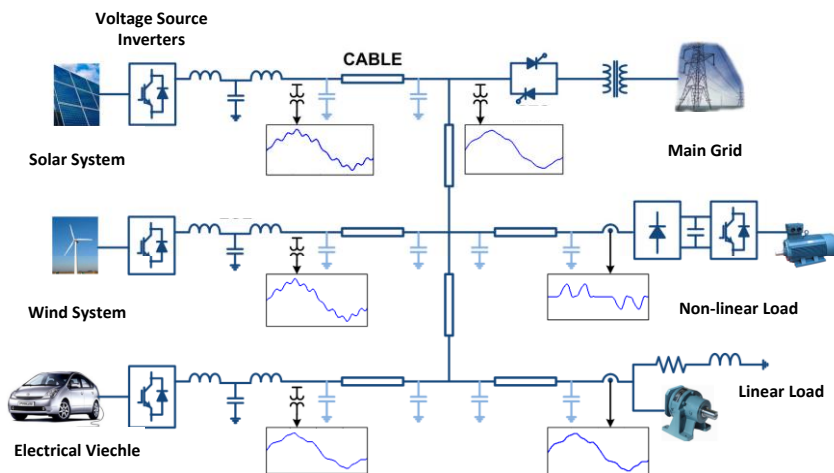 Voltage Source
Inverters
CABLE
Solar System
Main Grid
Wind System
Non-linear Load
Linear Load
Electrical Viechle